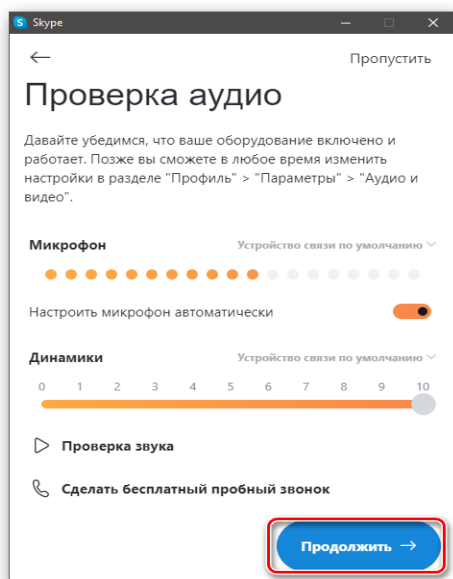 S Skype
Пропустить
Проверка аудио
Давайте убедимся, что ваше оборудование включено и
работает. Позже вы сможете в любое время изменить
настройки в разделе "Профиль" > "Параметры" > "Аудио и
видео".
Микрофон Устройство связи по умолчанию
Настроить микрофон автоматически
Динамики Устройство связи по умолчанию
0 1 2 3 4 5 6 7 8 9 10
Проверка звука
Сделать бесплатный пробный звонок
Продолжить →